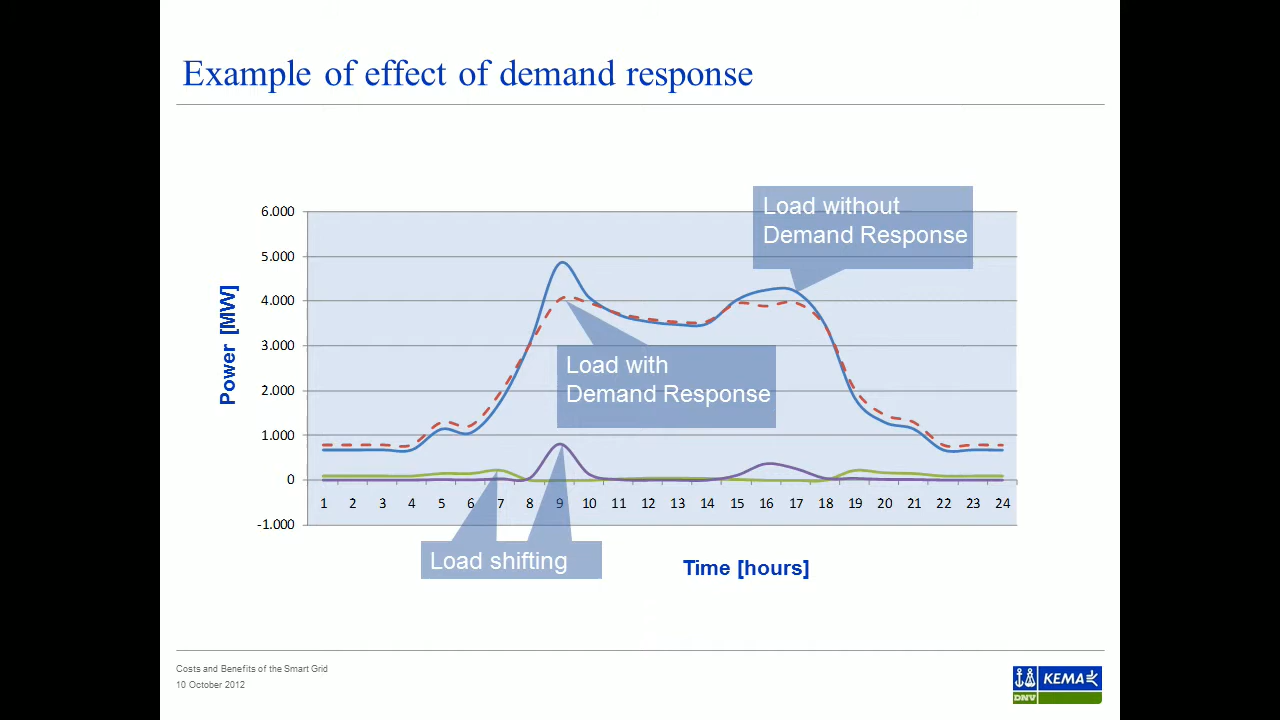 Example of effect of demand response
Load without
Demand Response
6.000
5.000
4.000
3.000
2.000
1.000
0
-1.000
Power [MW]
Load with
Demand Response
1 2 3 4 5 6 7 8 9 10 11 12 13 14 15 16 17 18 19 20 21 22 23 24
Load shifting
Time [hours]
Costs and Benefits of the Smart Grid
10 October 2012
KEMA
DNV